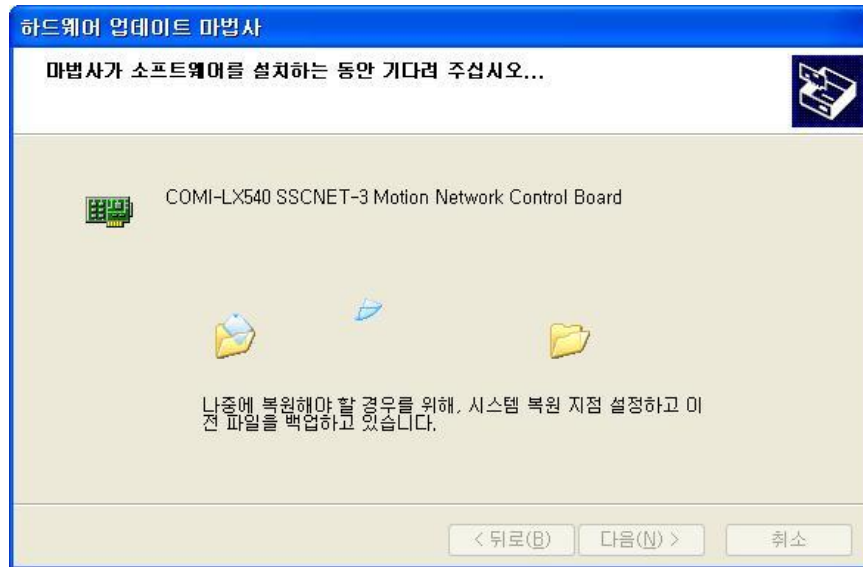 하드웨어 업데이트 마법사
마법사가 소프트웨어를 설치하는 동안 기다려 주십시오...
COMI-LX540 SSCNET-3 Motion Network Control Board
나중에 복원해야 할 경우를 위해, 시스템 복원 지점 설정하고 이
전 파일을 백업하고 있습니다.
< 뒤로(B) 다음(N) > 취소